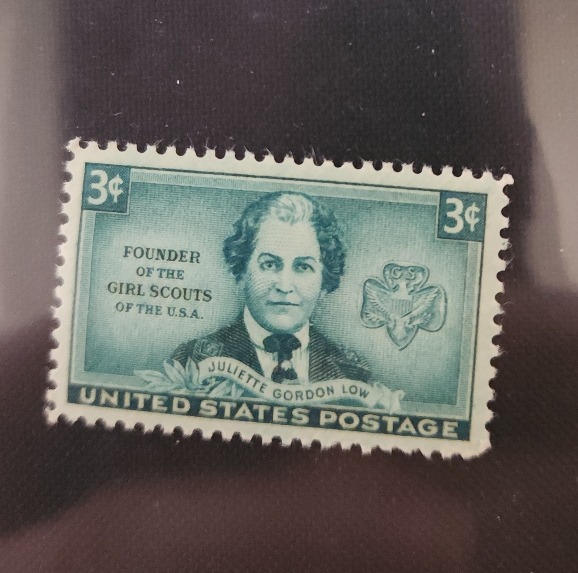 3¢
3¢
FOUNDER
OF THE
GIRL SCOUTS
OF THE U.S.A.
GS
JULIETTE GORDON LOW
UNITED STATES POSTAGE